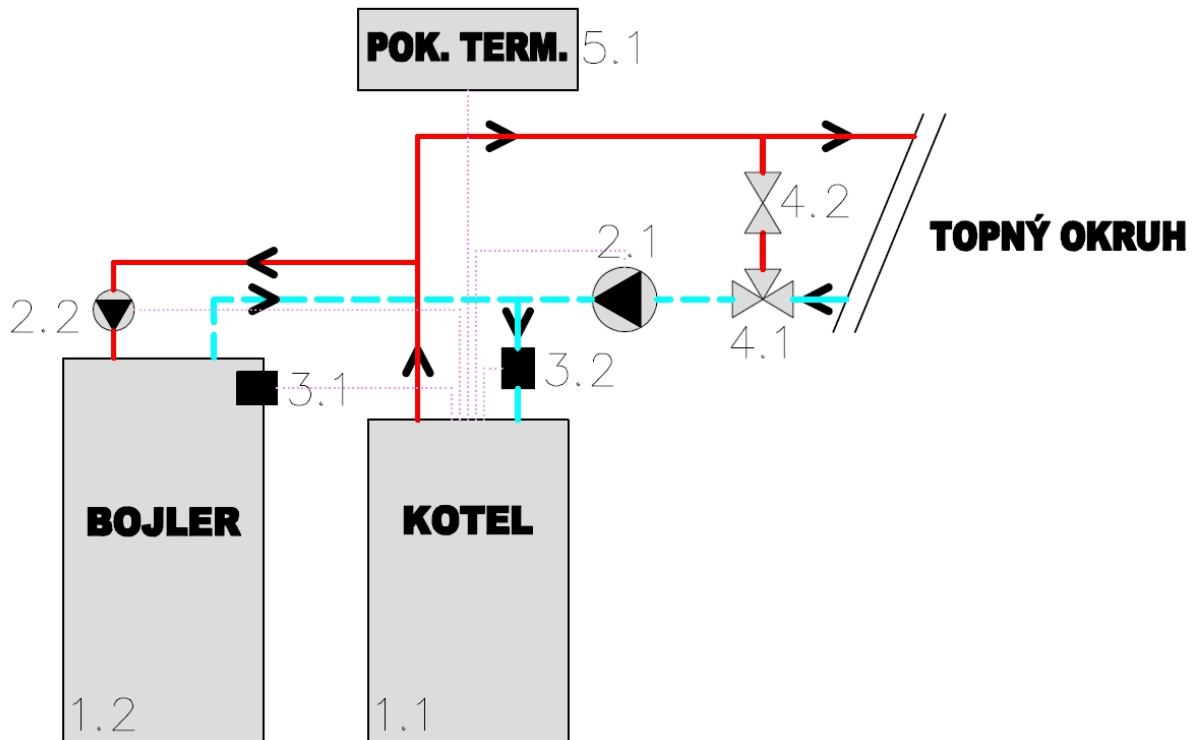 POK. TERM. 5.1
4.2
TOPNÝ OKRUH
2.1
2.2
4.1
3.1
3.2
BOJLER
KOTEL
1.2
1.1